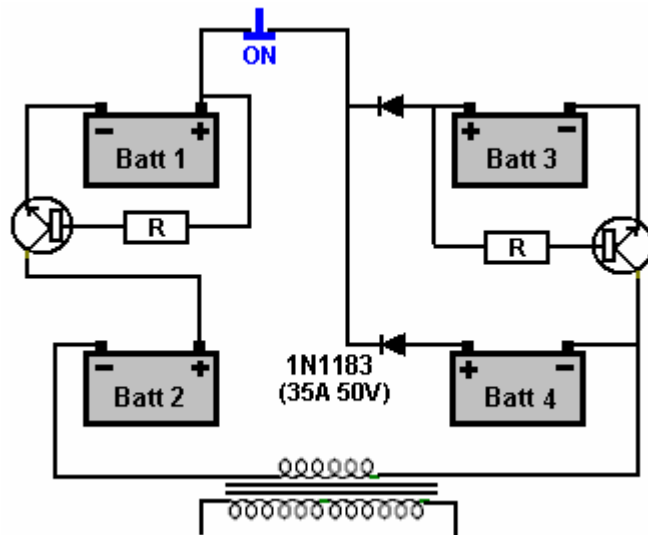 ON
- +
Batt 1
+ -
Batt 3
R
R
- +
Batt 2
1N1183
(35A 50V)
+ -
Batt 4